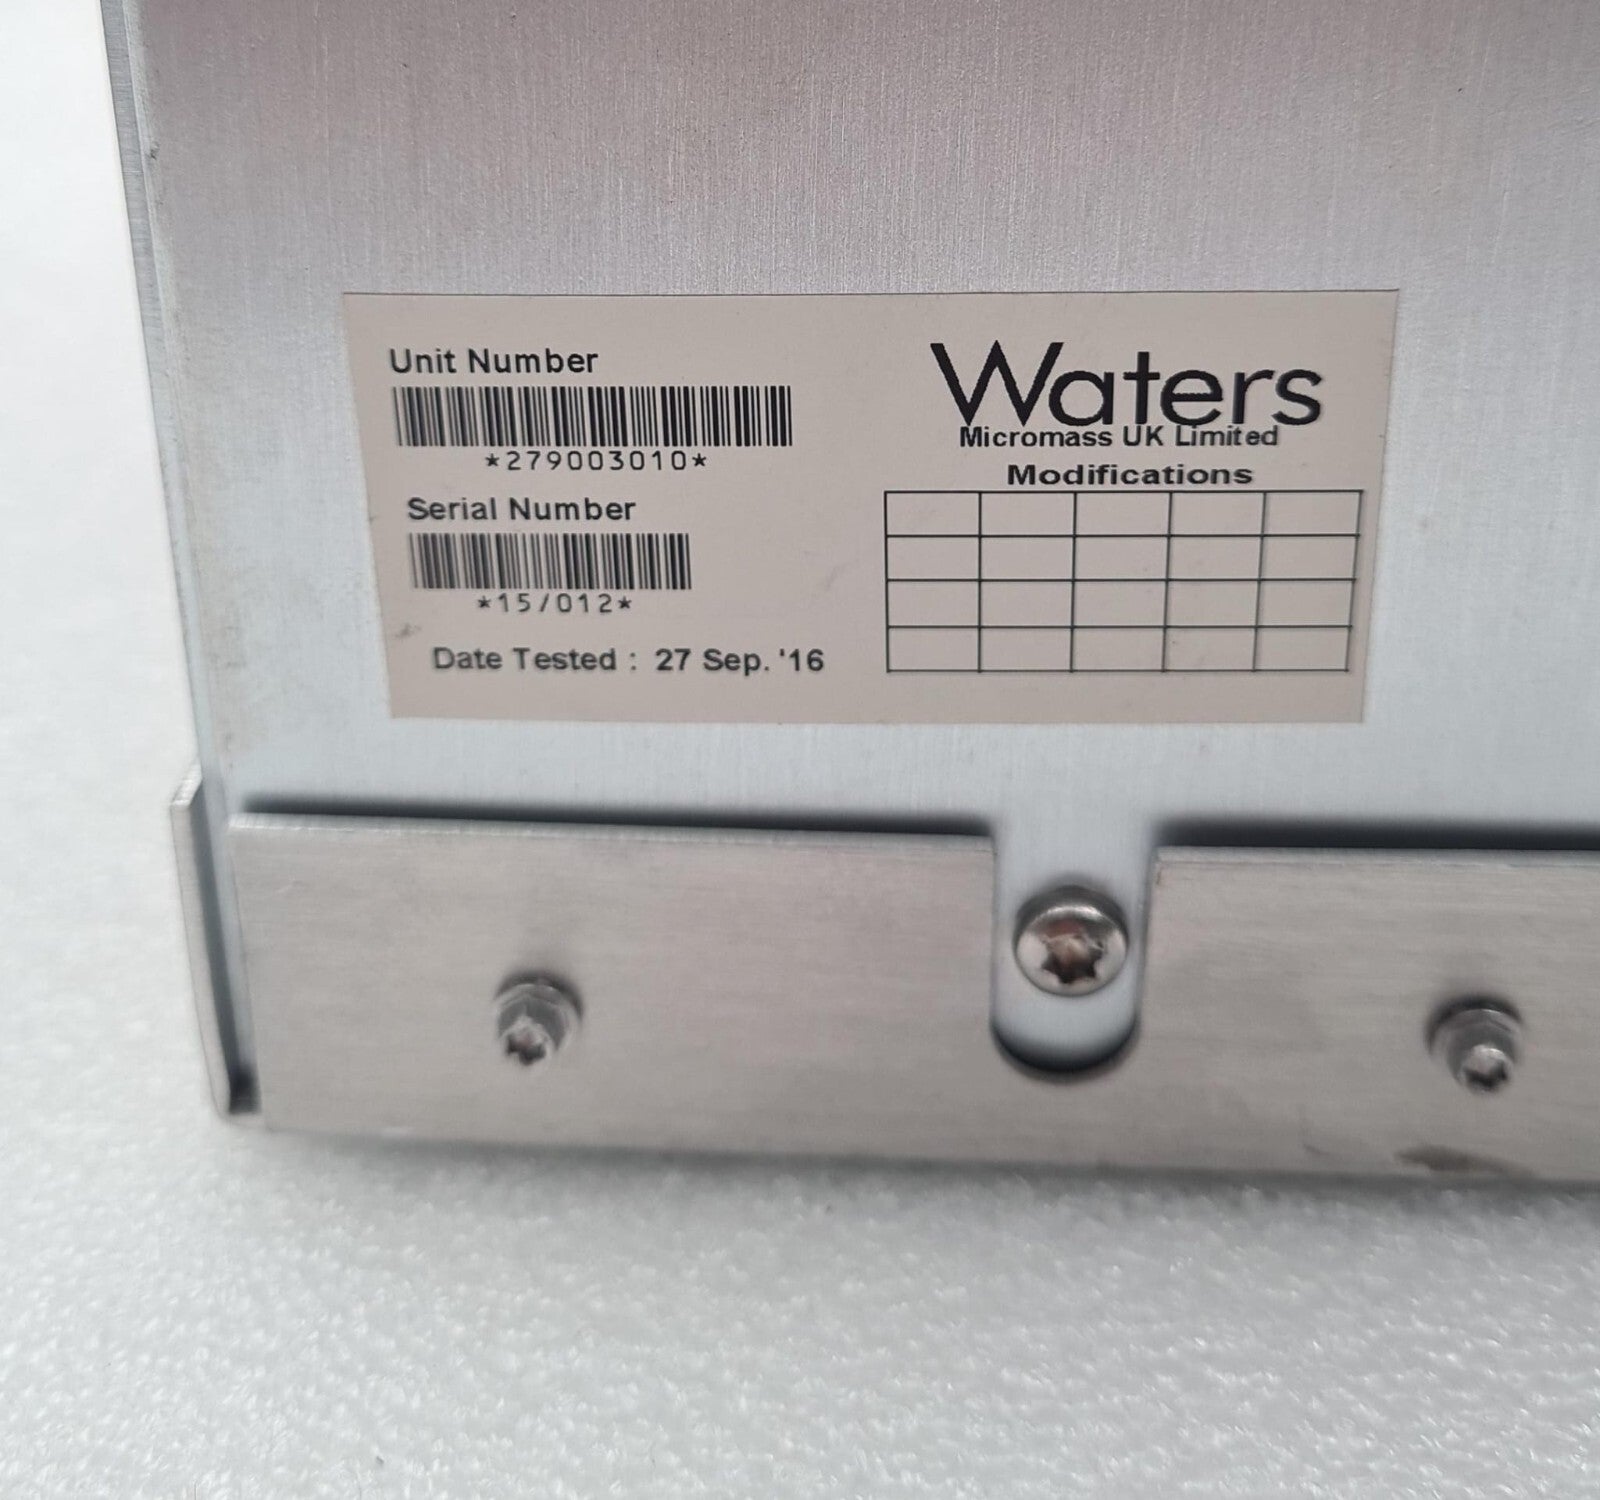 Unit Number
*279003010*
Serial Number
*15/012*
Date Tested : 27 Sep. '16
Waters
Micromass UK Limited
Modifications